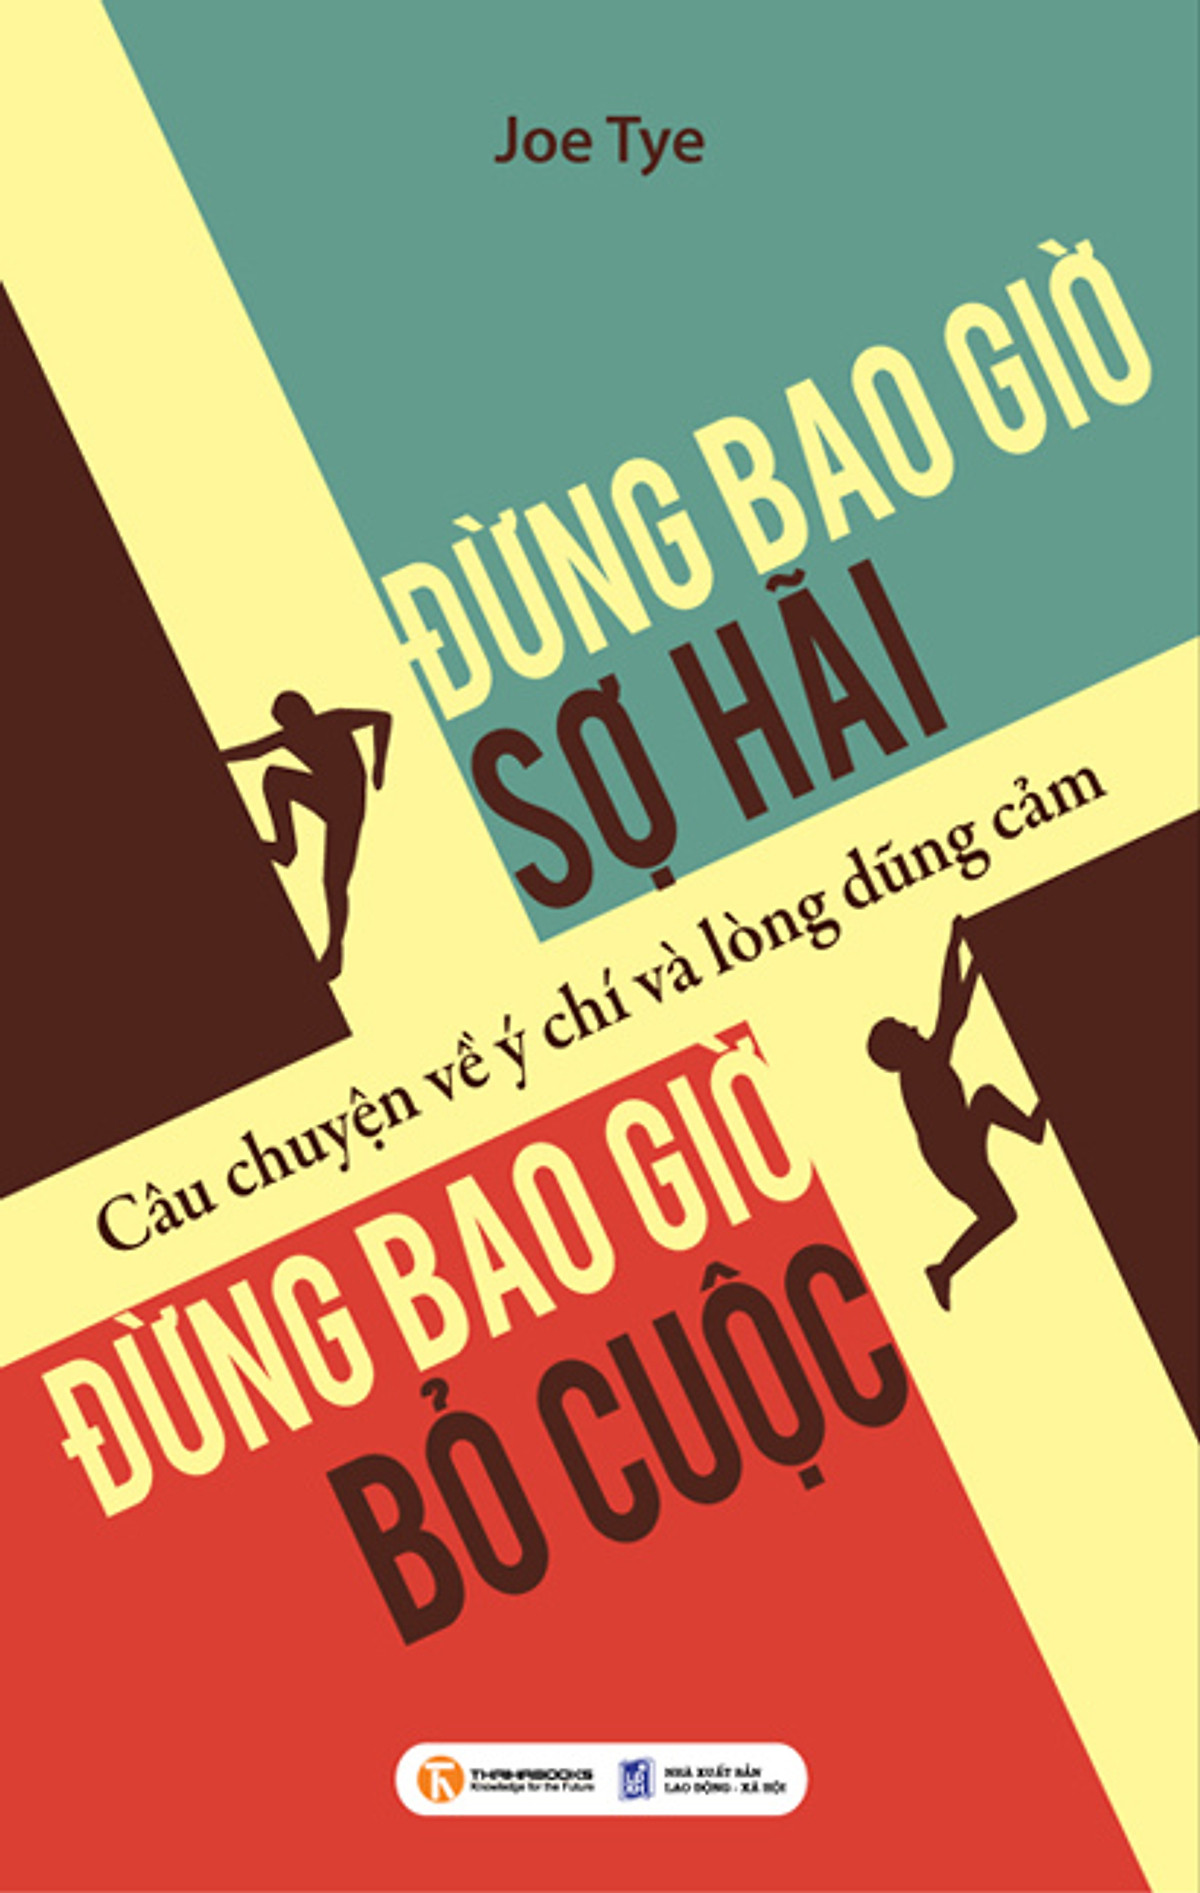 Joe Tye
ĐỪNG BAO GIỜ
SỢ HÃI
Câu chuyện về ý chí và lòng dũng cảm
ĐỪNG BAO GIỜ
BỎ CUỘC
THAIHABOOKS
Knowledge for the Future
NHÀ XUẤT BẢN
LAO ĐỘNG - XÃ HỘI